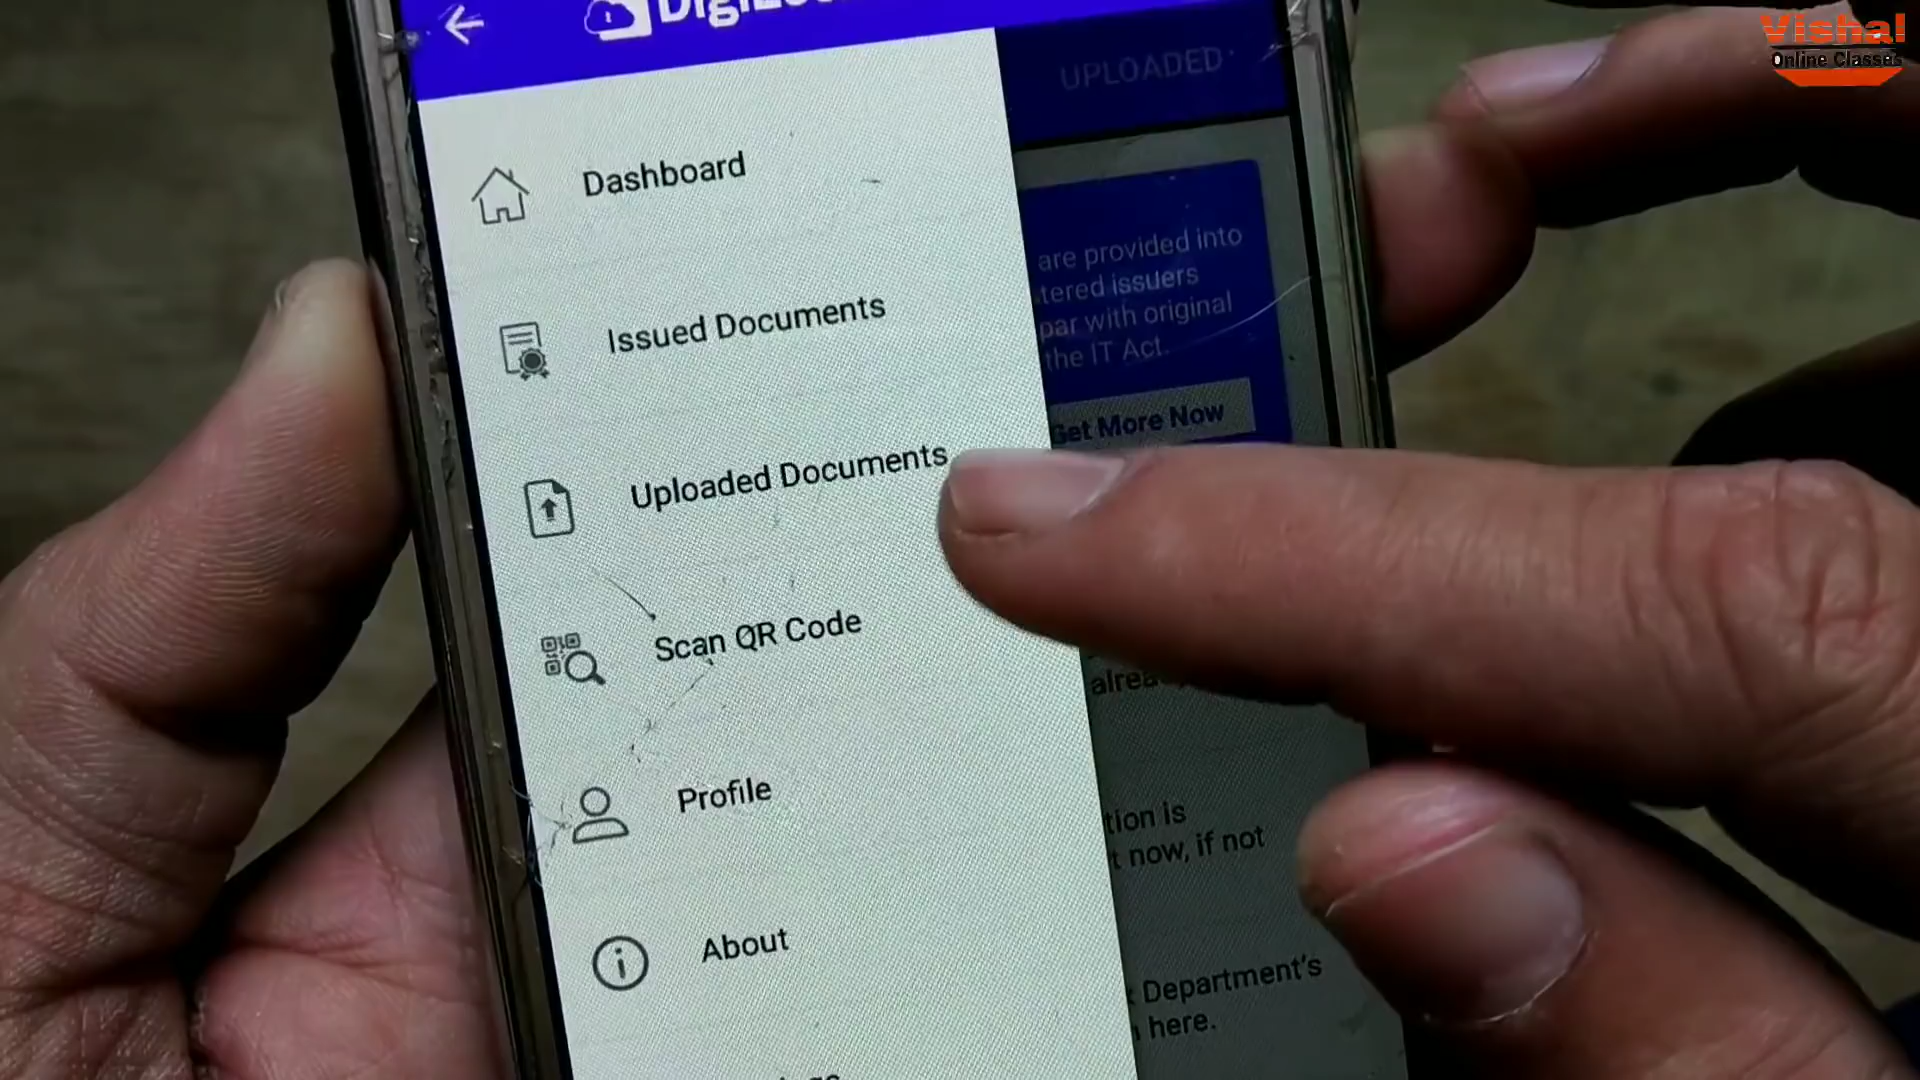 Vishal
Online Classes
UPLOADED
Dashboard
Issued Documents
Uploaded Documents
Scan QR Code
Profile
About
are provided into
tered issuers
par with original
the IT Act.
Get More Now
tion is
t now, if not
Department's
here.